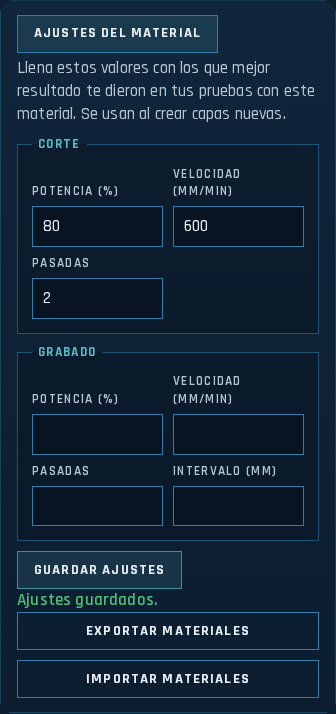 AJUSTES DEL MATERIAL
Llena estos valores con los que mejor
resultado te dieron en tus pruebas con este
material. Se usan al crear capas nuevas.
CORTE
POTENCIA (%)
VELOCIDAD
(MM/MIN)
80
600
PASADAS
2
GRABADO
POTENCIA (%)
VELOCIDAD
(MM/MIN)
PASADAS
INTERVALO (MM)
GUARDAR AJUSTES
Ajustes guardados.
EXPORTAR MATERIALES
IMPORTAR MATERIALES